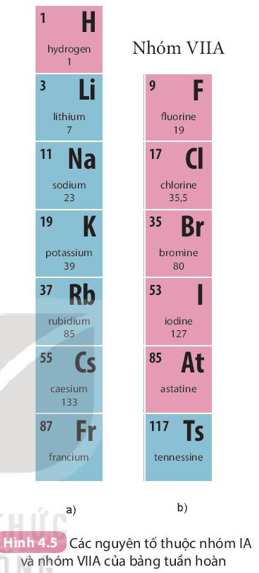 1 H
hydrogen
1
3 Li
lithium
7
11 Na
sodium
23
19 K
potassium
39
37 Rb
rubidium
85
55 Cs
caesium
133
87 Fr
francium
a)
Nhóm VIIA
9 F
fluorine
19
17 Cl
chlorine
35,5
35 Br
bromine
80
53 I
iodine
127
85 At
astatine
117 Ts
tennessine
b)
Hình 4.5 Các nguyên tố thuộc nhóm IA
và nhóm VIIA của bảng tuần hoàn